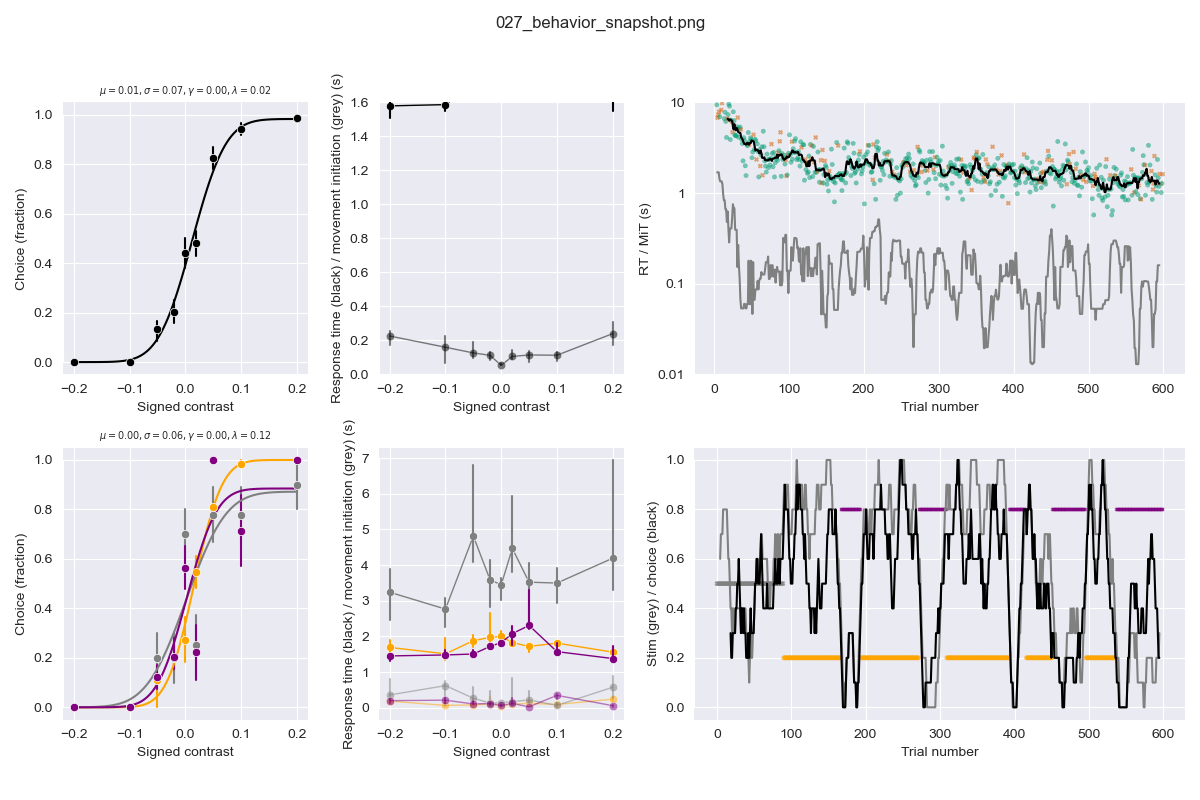 027_behavior_snapshot.png
μ = 0.01, σ = 0.07, γ = 0.00, λ = 0.02
Choice (fraction)
1.0
0.8
0.6
0.4
0.2
0.0
−0.2 −0.1 0.0 0.1 0.2
Signed contrast
Response time (black) / movement initiation (grey) (s)
1.6
1.4
1.2
1.0
0.8
0.6
0.4
0.2
0.0
−0.2 −0.1 0.0 0.1 0.2
Signed contrast
RT / MiT (s)
10
1
0.1
0.01
0 100 200 300 400 500 600
Trial number
μ = 0.00, σ = 0.06, γ = 0.00, λ = 0.12
Choice (fraction)
1.0
0.8
0.6
0.4
0.2
0.0
−0.2 −0.1 0.0 0.1 0.2
Signed contrast
Response time (black) / movement initiation (grey) (s)
7
6
5
4
3
2
1
0
−0.2 −0.1 0.0 0.1 0.2
Signed contrast
Stim (grey) / choice (black)
1.0
0.8
0.6
0.4
0.2
0.0
0 100 200 300 400 500 600
Trial number